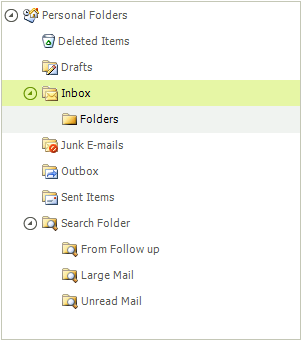 Personal Folders
Deleted Items
Drafts
Inbox
Folders
Junk E-mails
Outbox
Sent Items
Search Folder
From Follow up
Large Mail
Unread Mail